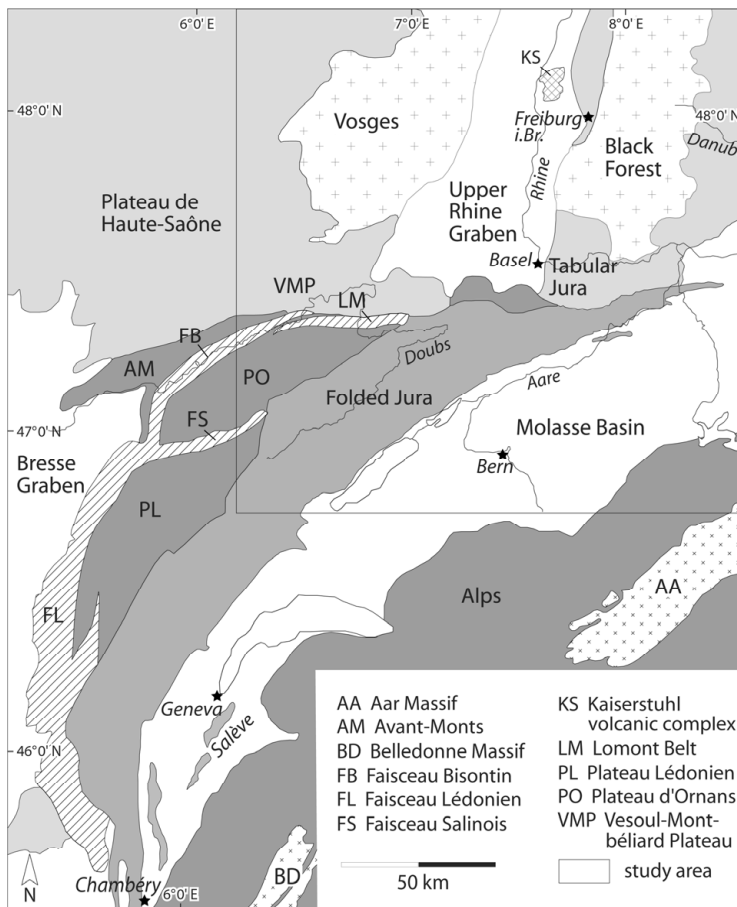 6°0' E
7°0' E
8°0' E
KS
48°0' N
48°0' N
Freiburg
i.Br.
Vosges
Black
Forest
Danub
Rhine
Upper
Rhine
Graben
Plateau de
Haute-Saône
Basel
Tabular
Jura
VMP
LM
FB
AM
PO
Doubs
Folded Jura
Aare
FS
47°0' N
Molasse Basin
Bresse
Graben
Bern
PL
AA
Alps
FL
Geneva
Salève
46°0' N
AA Aar Massif
AM Avant-Monts
BD Belledonne Massif
FB Faisceau Bisontin
FL Faisceau Lédonien
FS Faisceau Salinois
KS Kaiserstuhl
volcanic complex
LM Lomont Belt
PL Plateau Lédonien
PO Plateau d'Ornans
VMP Vesoul-Mont-
béliard Plateau
study area
50 km
N
Chambéry
6°0' E
BD